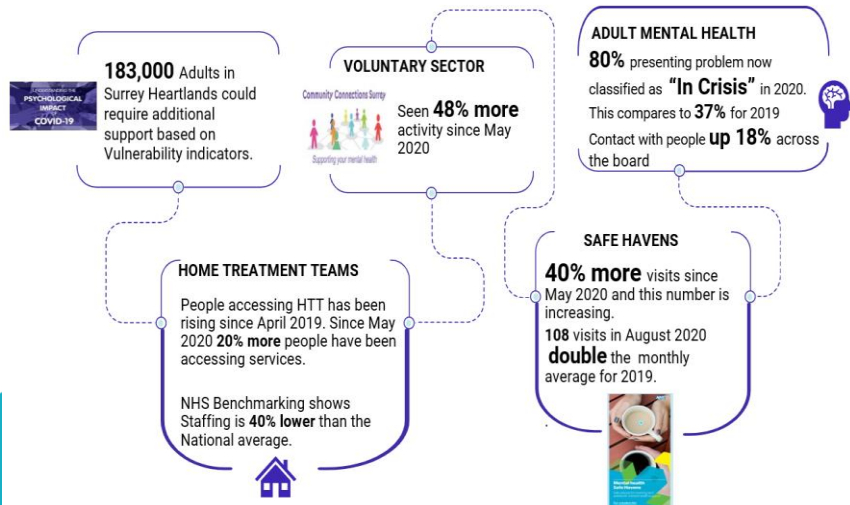 183,000 Adults in
Surrey Heartlands could
require additional
support based on
Vulnerability indicators.
UNDERSTANDING THE
PSYCHOLOGICAL
IMPACT
OF
COVID-19
VOLUNTARY SECTOR
Community Connections Surrey
Supporting your mental health
Seen 48% more
activity since May
2020
ADULT MENTAL HEALTH
80% presenting problem now
classified as “In Crisis” in 2020.
This compares to 37% for 2019
Contact with people up 18% across
the board
HOME TREATMENT TEAMS
People accessing HTT has been
rising since April 2019. Since May
2020 20% more people have been
accessing services.
NHS Benchmarking shows
Staffing is 40% lower than the
National average.
SAFE HAVENS
40% more visits since
May 2020 and this number is
increasing.
108 visits in August 2020
double the monthly
average for 2019.
.
Mental health
Safe Havens